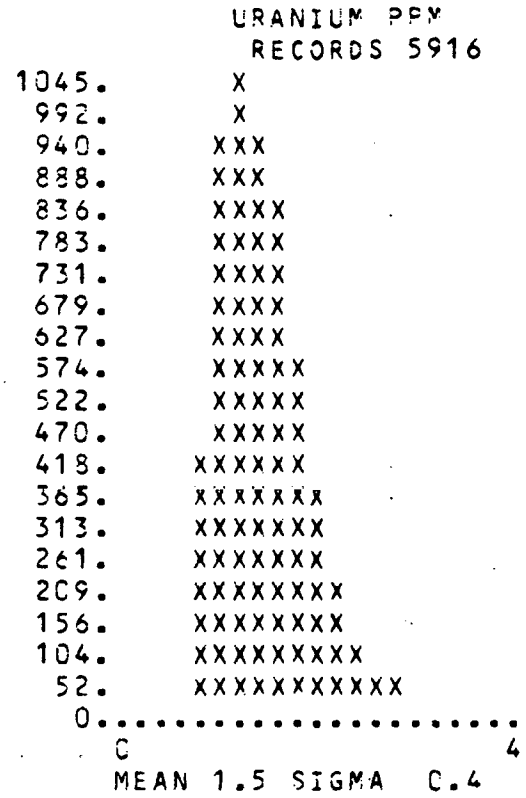 URANIUM PPM
RECORDS 5916
1045. X
992. X
940. XXX
888. XXX
836. XXXX
783. XXXX
731. XXXX
679. XXXX
627. XXXX
574. XXXXX
522. XXXXX
470. XXXXX
418. XXXXXX
365. XXXXXXX
313. XXXXXXX
261. XXXXXXX
209. XXXXXXXX
156. XXXXXXXX
104. XXXXXXXXX
52. XXXXXXXXXXX
0......................
0 4
MEAN 1.5 SIGMA 0.4